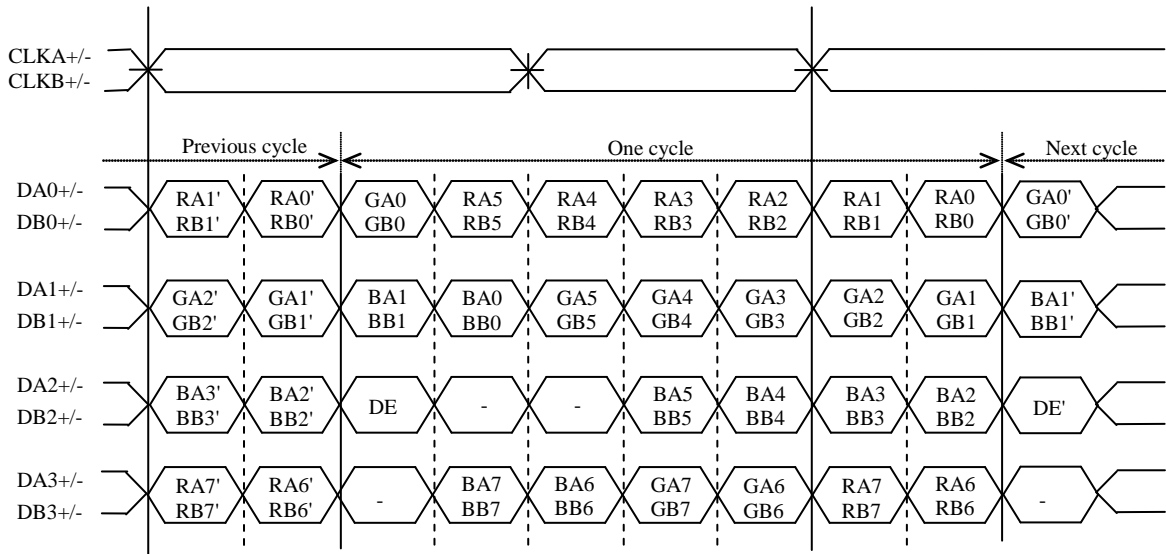 CLKA+/-
CLKB+/-
Previous cycle One cycle Next cycle
DA0+/- RA1' RA0' GA0 RA5 RA4 RA3 RA2 RA1 RA0 GA0'
DB0+/- RB1' RB0' GB0 RB5 RB4 RB3 RB2 RB1 RB0 GB0'
DA1+/- GA2' GA1' BA1 BA0 GA5 GA4 GA3 GA2 GA1 BA1'
DB1+/- GB2' GB1' BB1 BB0 GB5 GB4 GB3 GB2 GB1 BB1'
DA2+/- BA3' BA2' DE - - BA5 BA4 BA3 BA2 DE'
DB2+/- BB3' BB2' BB5 BB4 BB3 BB2
DA3+/- RA7' RA6' - BA7 BA6 GA7 GA6 RA7 RA6 -
DB3+/- RB7' RB6' BB7 BB6 GB7 GB6 RB7 RB6